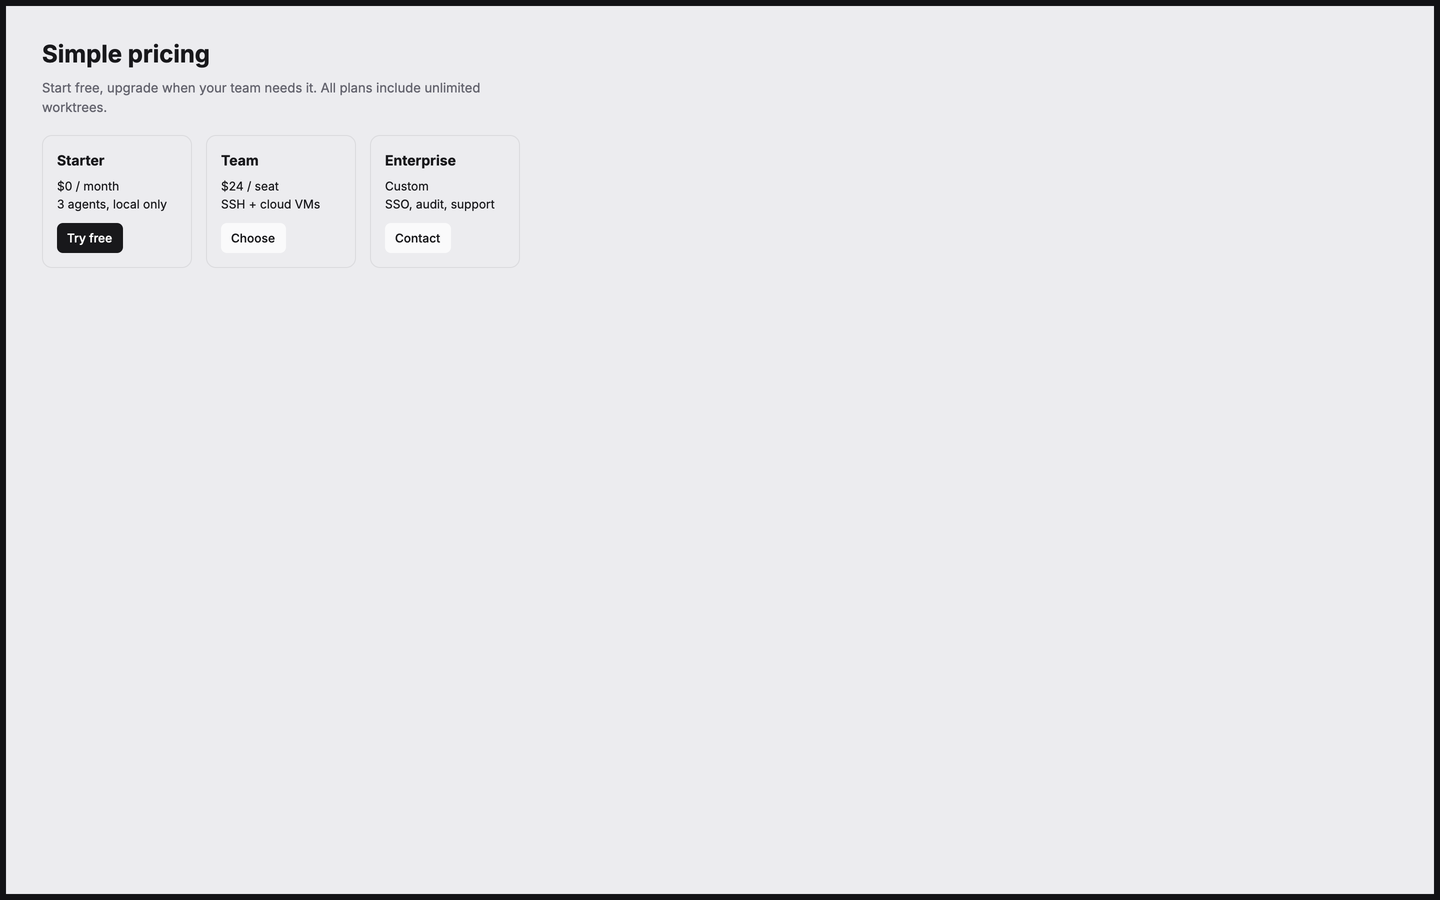 Simple pricing
Start free, upgrade when your team needs it. All plans include unlimited
worktrees.
Starter
$0 / month
3 agents, local only
Try free
Team
$24 / seat
SSH + cloud VMs
Choose
Enterprise
Custom
SSO, audit, support
Contact